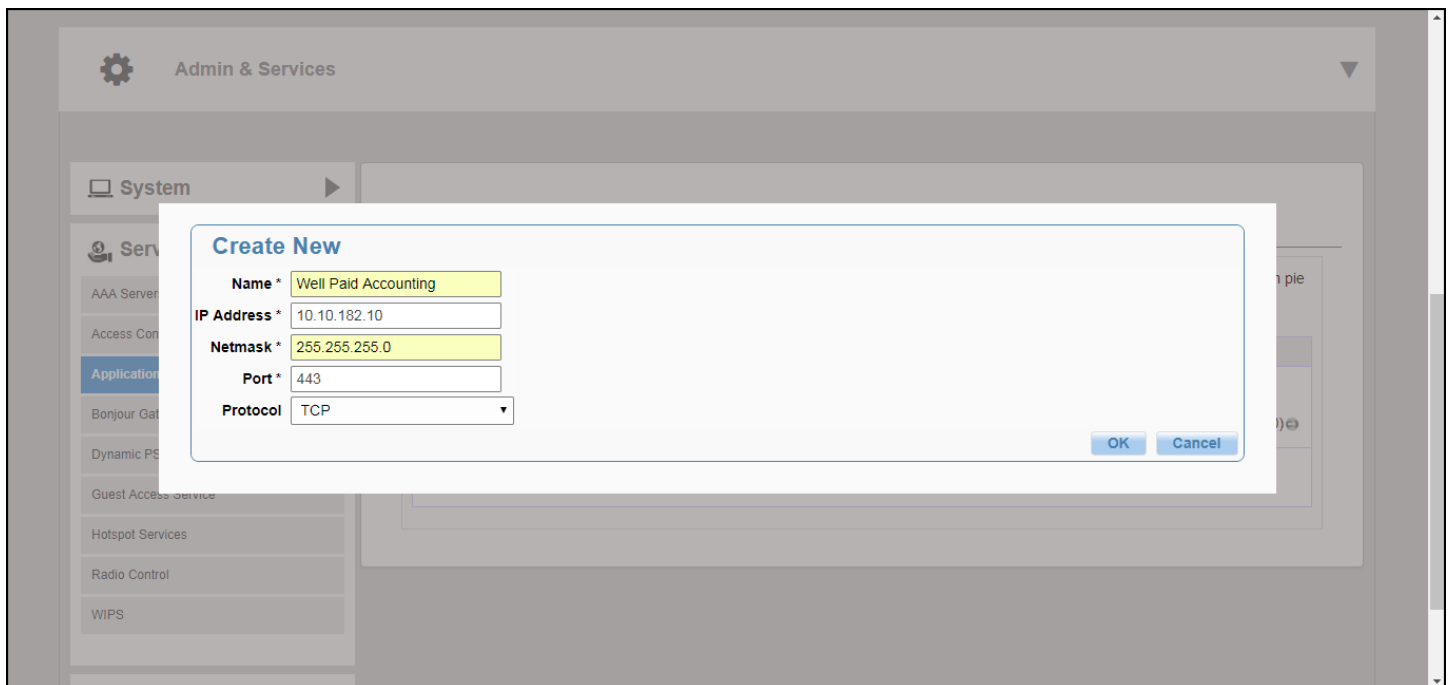 Admin & Services
System
Serv
Create New
Name * Well Paid Accounting
IP Address * 10.10.182.10
Netmask * 255.255.255.0
Port * 443
Protocol TCP
OK Cancel
AAA Server
Access Con
Application
Bonjour Gat
Dynamic PS
Guest Access Service
Hotspot Services
Radio Control
WIPS
pie